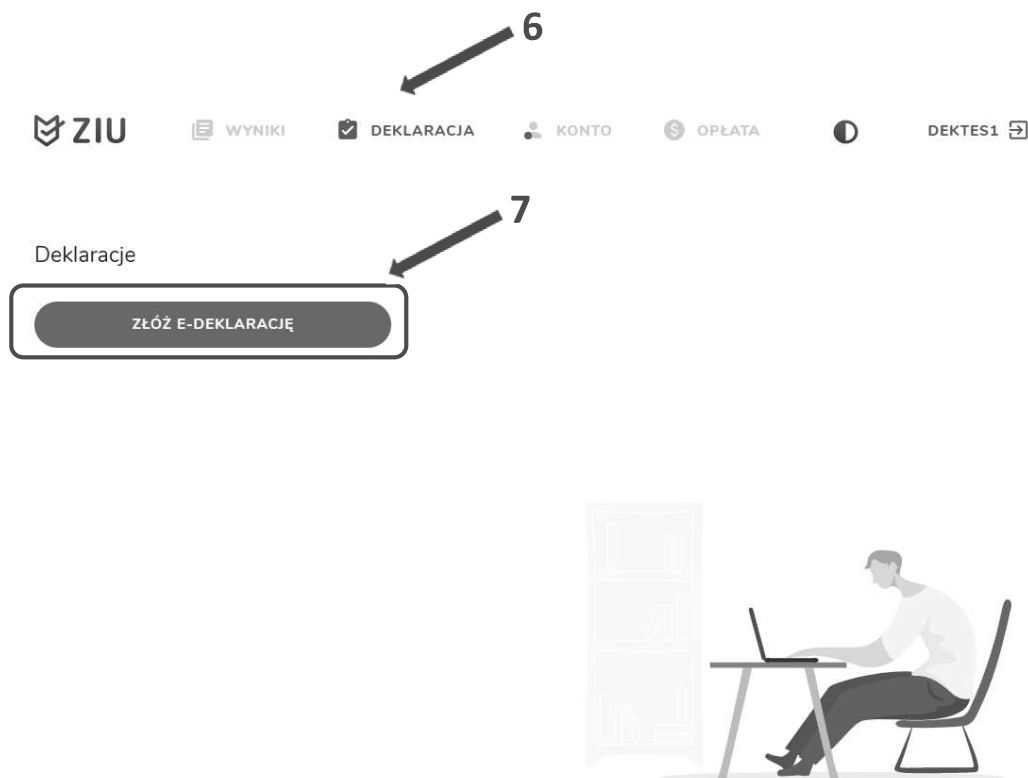 6
ZIU WYNIKI DEKLARACJA KONTO OPŁATA DEKTES1
7
Deklaracje
ZŁÓŻ E-DEKLARACJĘ